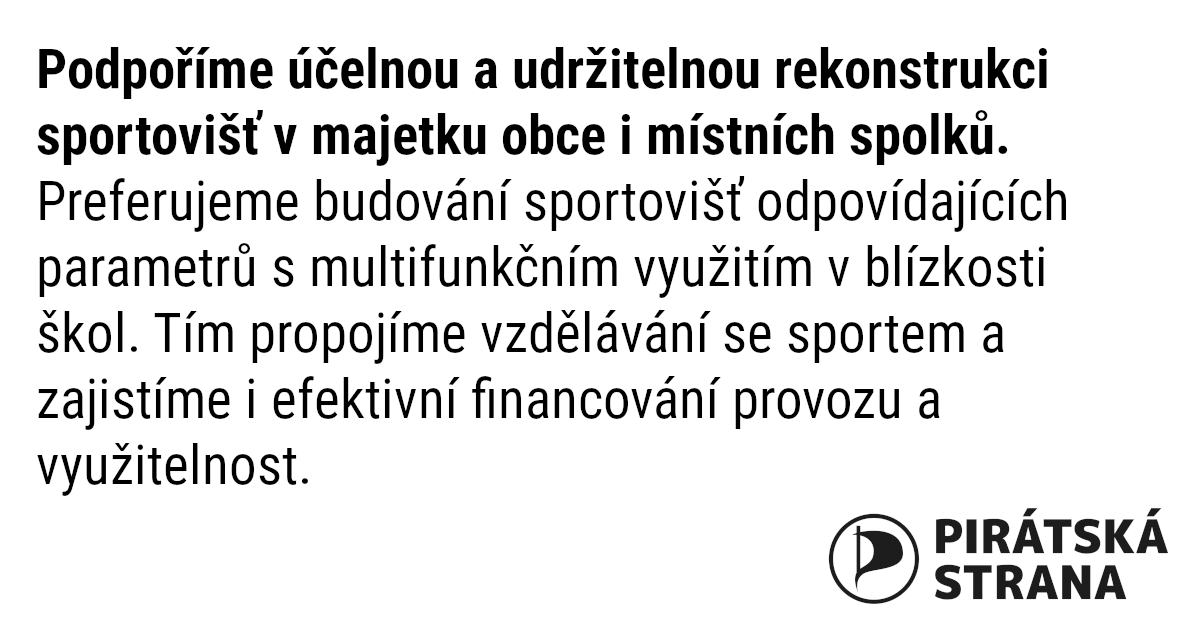 Podpoříme účelnou a udržitelnou rekonstrukci
sportovišť v majetku obce i místních spolků.
Preferujeme budování sportovišť odpovídajících
parametrů s multifunkčním využitím v blízkosti
škol. Tím propojíme vzdělávání se sportem a
zajistíme i efektivní financování provozu a
využitelnost.
PIRÁTSKÁ
STRANA